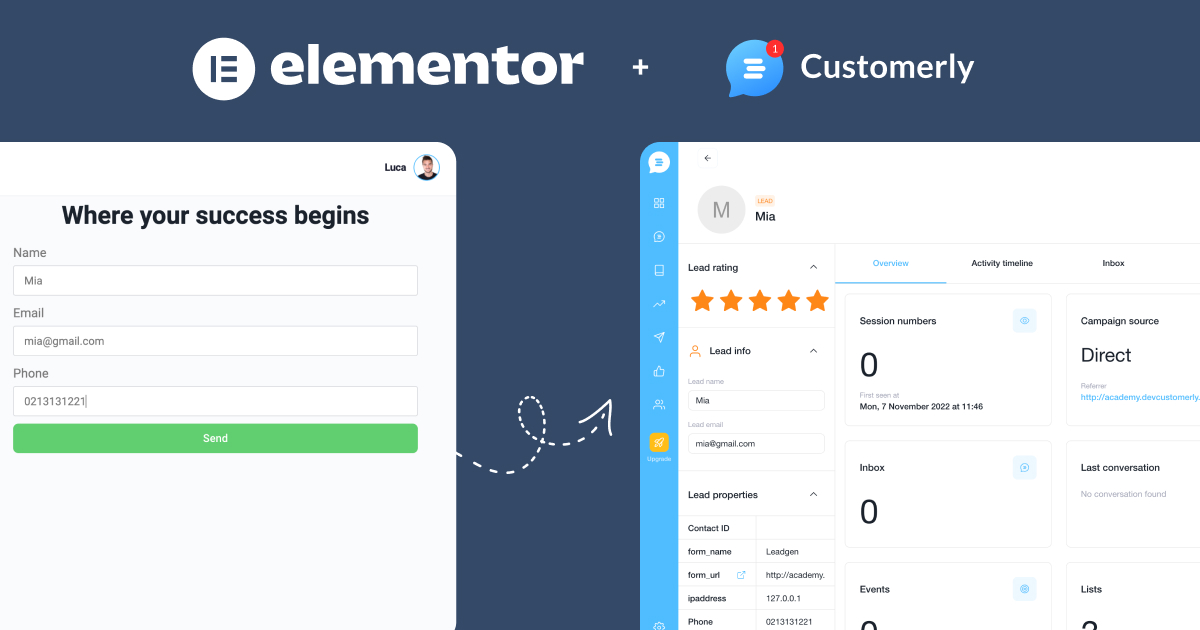 elementor
+
1
Customerly
Luca
Where your success begins
Name
Mia
Email
mia@gmail.com
Phone
0213131221
Send
Upgrade
M
LEAD
Mia
Lead rating
Lead info
Lead name
Mia
Lead email
mia@gmail.com
Lead properties
Contact ID
form_name Leadgen
form_url http://academy.
ipaddress 127.0.0.1
Phone 0213131221
Overview Activity timeline Inbox
Session numbers
0
First seen at
Mon, 7 November 2022 at 11:46
Campaign source
Direct
Referrer
http://academy.devcustomerly.
Inbox
0
Last conversation
No conversation found
Events
0
Lists
2